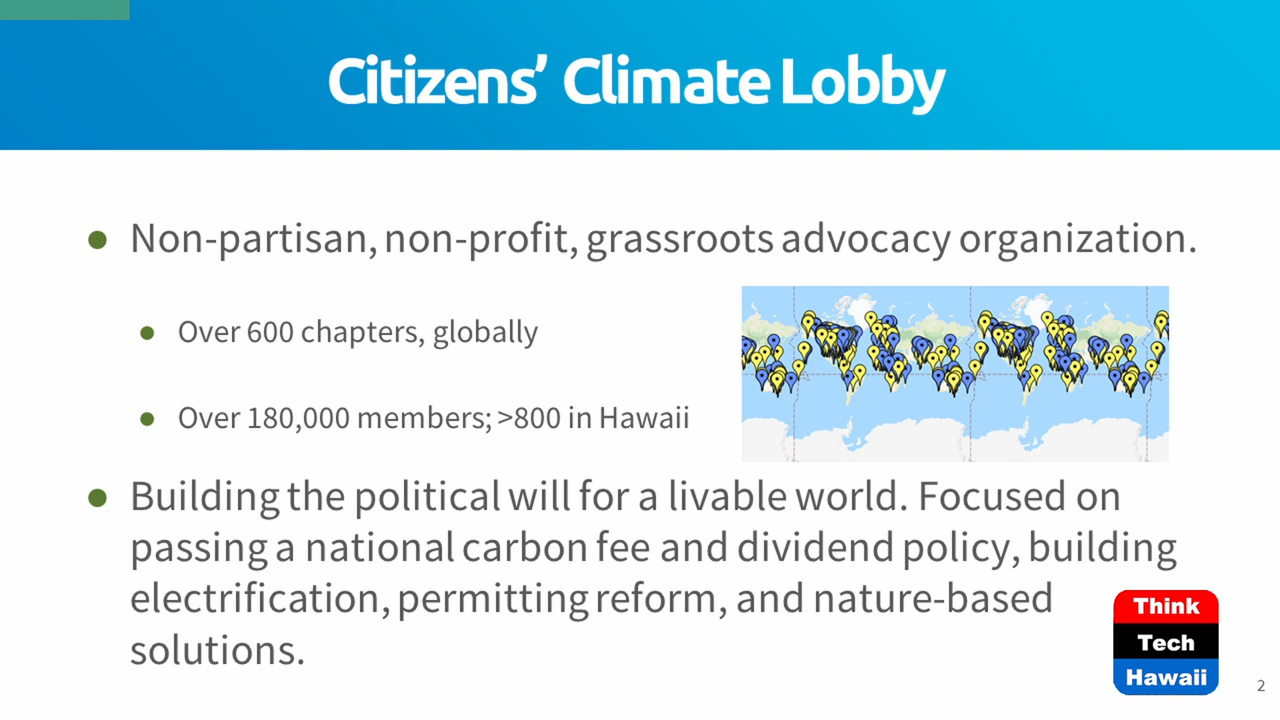 Citizens’ Climate Lobby
● Non-partisan, non-profit, grassroots advocacy organization.
● Over 600 chapters, globally
● Over 180,000 members; >800 in Hawaii
● Building the political will for a livable world. Focused on
passing a national carbon fee and dividend policy, building
electrification, permitting reform, and nature-based
solutions.
Think
Tech
Hawaii
2